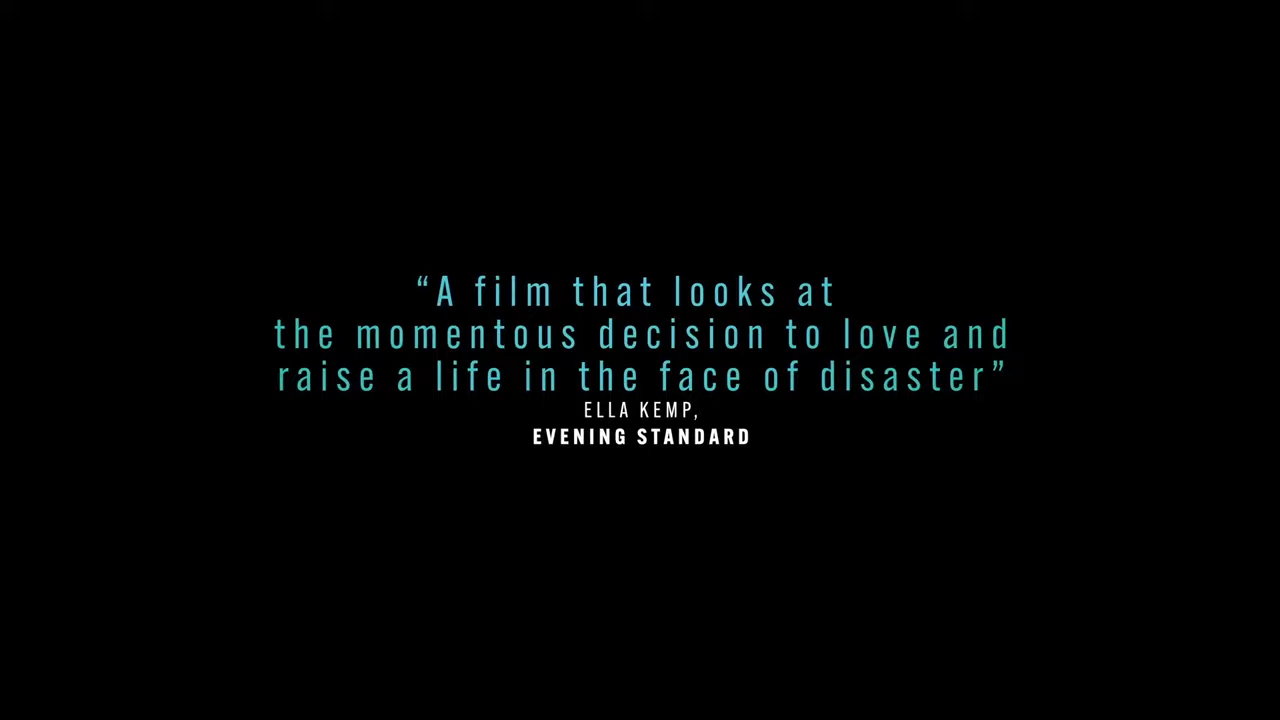 “A film that looks at
the momentous decision to love and
raise a life in the face of disaster”
ELLA KEMP,
EVENING STANDARD